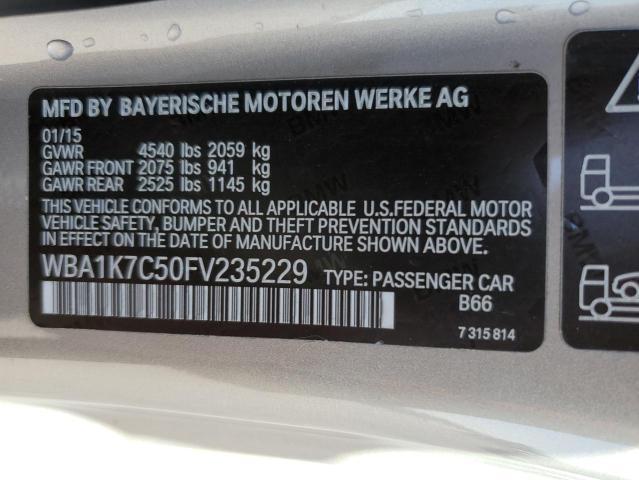 MFD BY BAYERISCHE MOTOREN WERKE AG
01/15
GVWR 4540 lbs 2059 kg
GAWR FRONT 2075 lbs 941 kg
GAWR REAR 2525 lbs 1145 kg
THIS VEHICLE CONFORMS TO ALL APPLICABLE U.S.FEDERAL MOTOR
VEHICLE SAFETY, BUMPER AND THEFT PREVENTION STANDARDS
IN EFFECT ON THE DATE OF MANUFACTURE SHOWN ABOVE.
WBA1K7C50FV235229 TYPE: PASSENGER CAR
B66
7 315 814